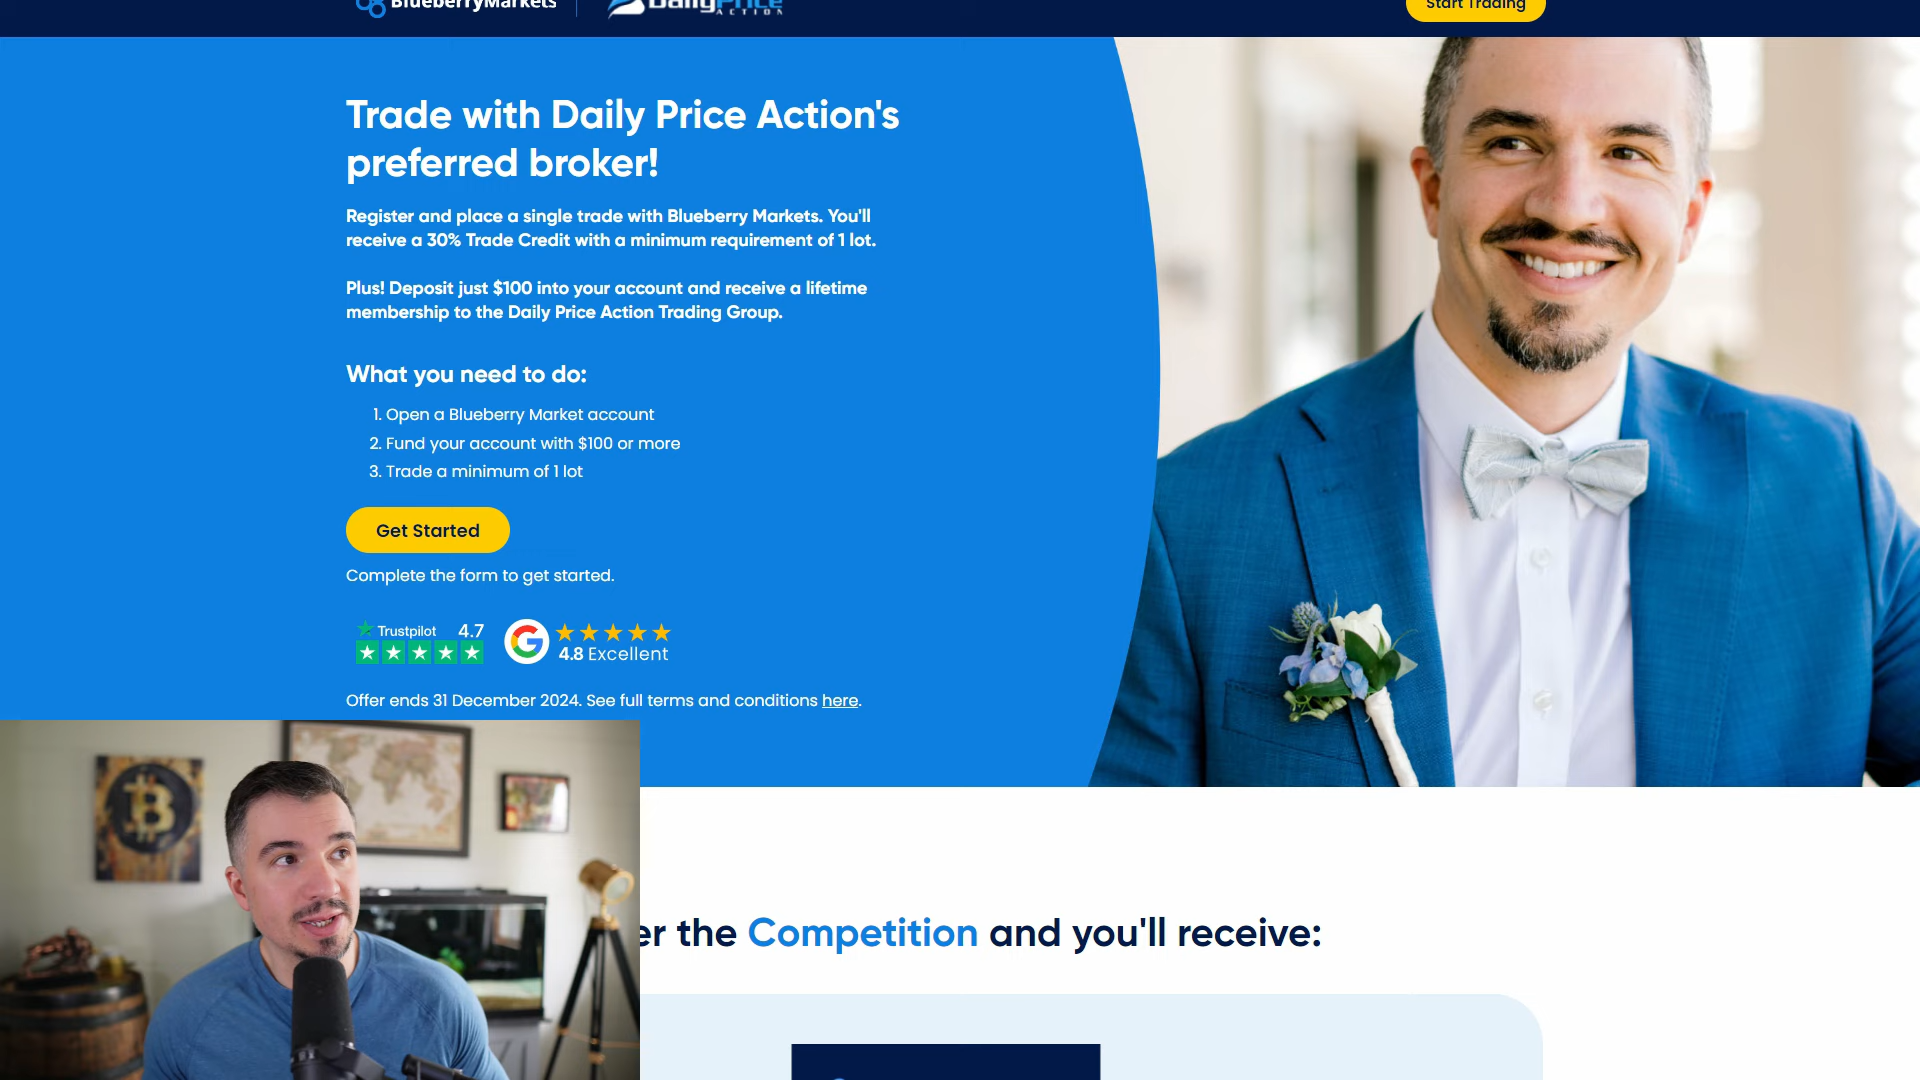 BlueberryMarkets
DailyPrice
ACTION
Start Trading
Trade with Daily Price Action's
preferred broker!
Register and place a single trade with Blueberry Markets. You'll
receive a 30% Trade Credit with a minimum requirement of 1 lot.
Plus! Deposit just $100 into your account and receive a lifetime
membership to the Daily Price Action Trading Group.
What you need to do:
1. Open a Blueberry Market account
2. Fund your account with $100 or more
3. Trade a minimum of 1 lot
Get Started
Complete the form to get started.
Trustpilot 4.7
G
4.8 Excellent
Offer ends 31 December 2024. See full terms and conditions here.
er the Competition and you'll receive: